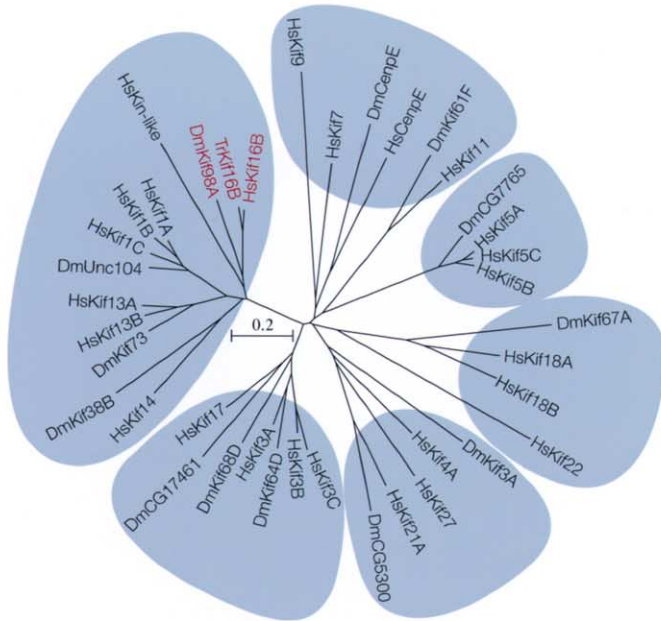 HsKin-like
DmKif98A
TrKif16B
HsKif16B
HsKif1A
HsKif1B
HsKif1C
DmUnc104
HsKif13A
HsKif13B
DmKif73
DmKif38B
HsKif14
HsKif9
HsKif7
DmCenpE
HsCenpE
DmKif61F
HsKif11
DmCG7765
HsKif5A
HsKif5C
HsKif5B
DmKif67A
HsKif18A
HsKif18B
HsKif22
DmKif3A
HsKif4A
HsKif27
HsKif21A
DmCG5300
HsKif3C
HsKif3B
DmKif64D
HsKif3A
DmKif68D
HsKif17
DmCG17461
0.2